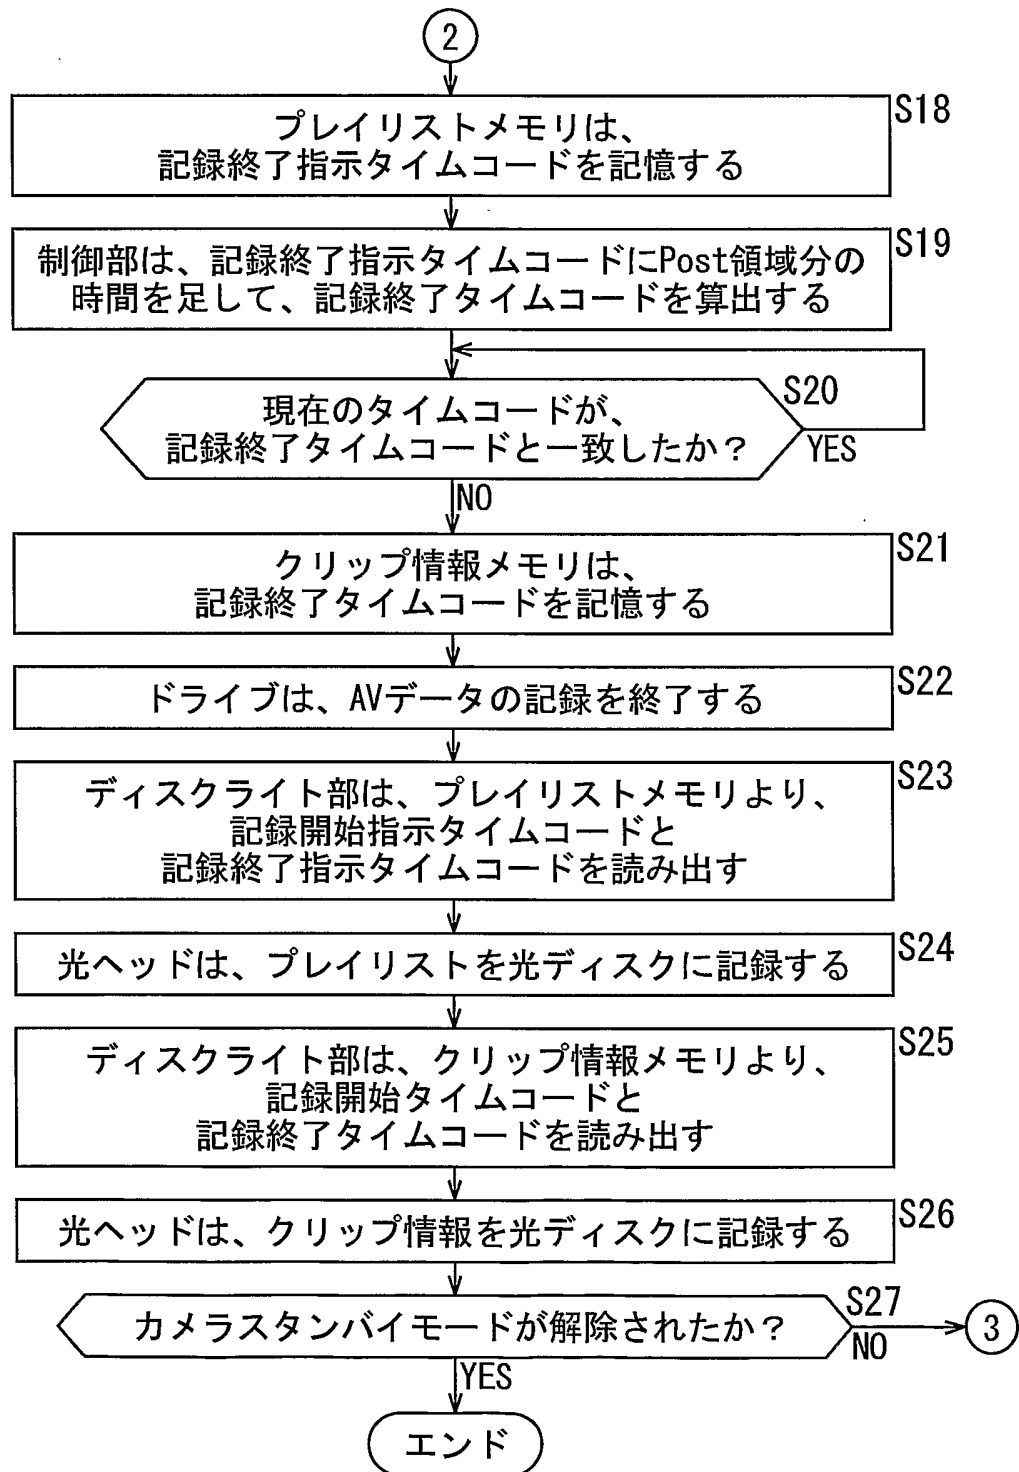 2
S18
プレイリストメモリは、
記録終了指示タイムコードを記憶する
S19
制御部は、記録終了指示タイムコードにPost領域分の
時間を足して、記録終了タイムコードを算出する
S20
現在のタイムコードが、
記録終了タイムコードと一致したか？
YES
NO
S21
クリップ情報メモリは、
記録終了タイムコードを記憶する
S22
ドライブは、AVデータの記録を終了する
S23
ディスクライト部は、プレイリストメモリより、
記録開始指示タイムコードと
記録終了指示タイムコードを読み出す
S24
光ヘッドは、プレイリストを光ディスクに記録する
S25
ディスクライト部は、クリップ情報メモリより、
記録開始タイムコードと
記録終了タイムコードを読み出す
S26
光ヘッドは、クリップ情報を光ディスクに記録する
S27
カメラスタンバイモードが解除されたか？
NO
3
YES
エンド